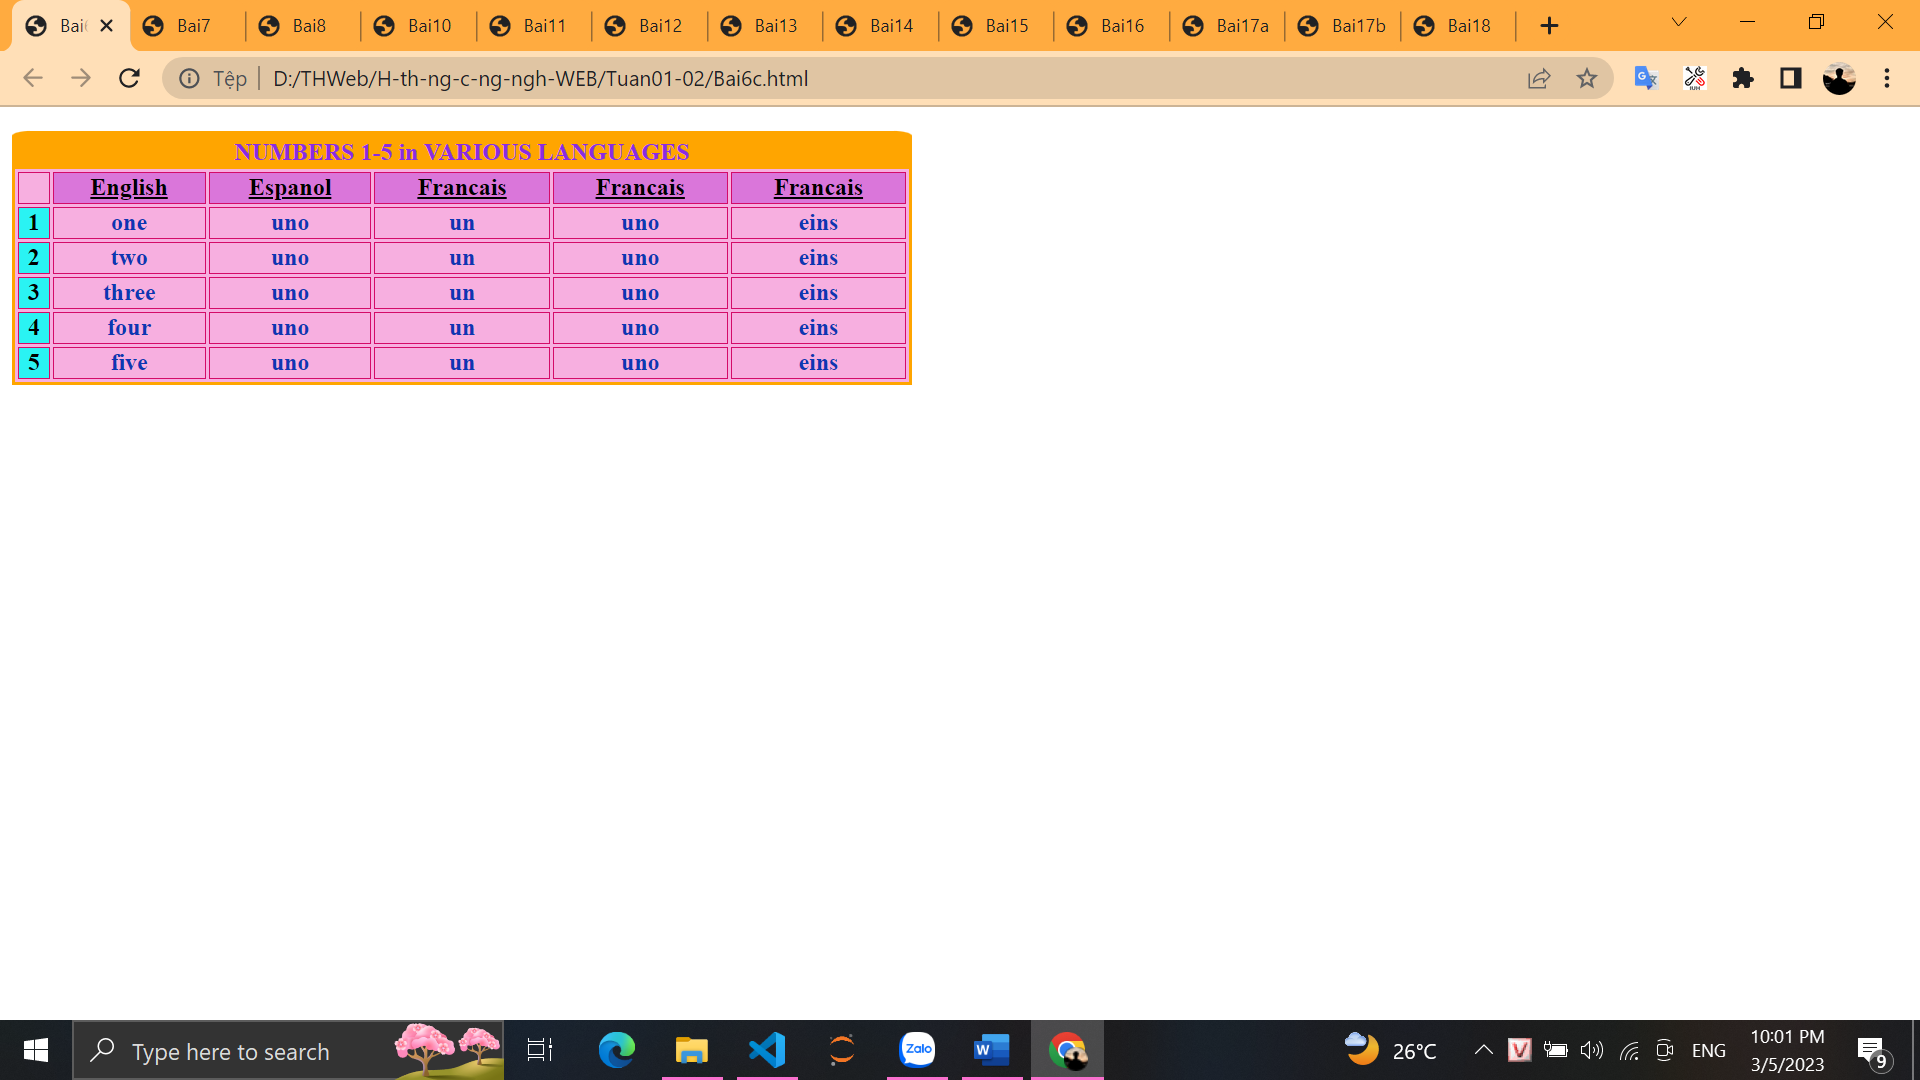 Bai6 Bai7 Bai8 Bai10 Bai11 Bai12 Bai13 Bai14 Bai15 Bai16 Bai17a Bai17b Bai18
Tệp D:/THWeb/H-th-ng-c-ng-ngh-WEB/Tuan01-02/Bai6c.html
NUMBERS 1-5 in VARIOUS LANGUAGES
English Espanol Francais Francais Francais
1 one uno un uno eins
2 two uno un uno eins
3 three uno un uno eins
4 four uno un uno eins
5 five uno un uno eins
Type here to search Zalo W 26°C V ENG 10:01 PM
3/5/2023 9